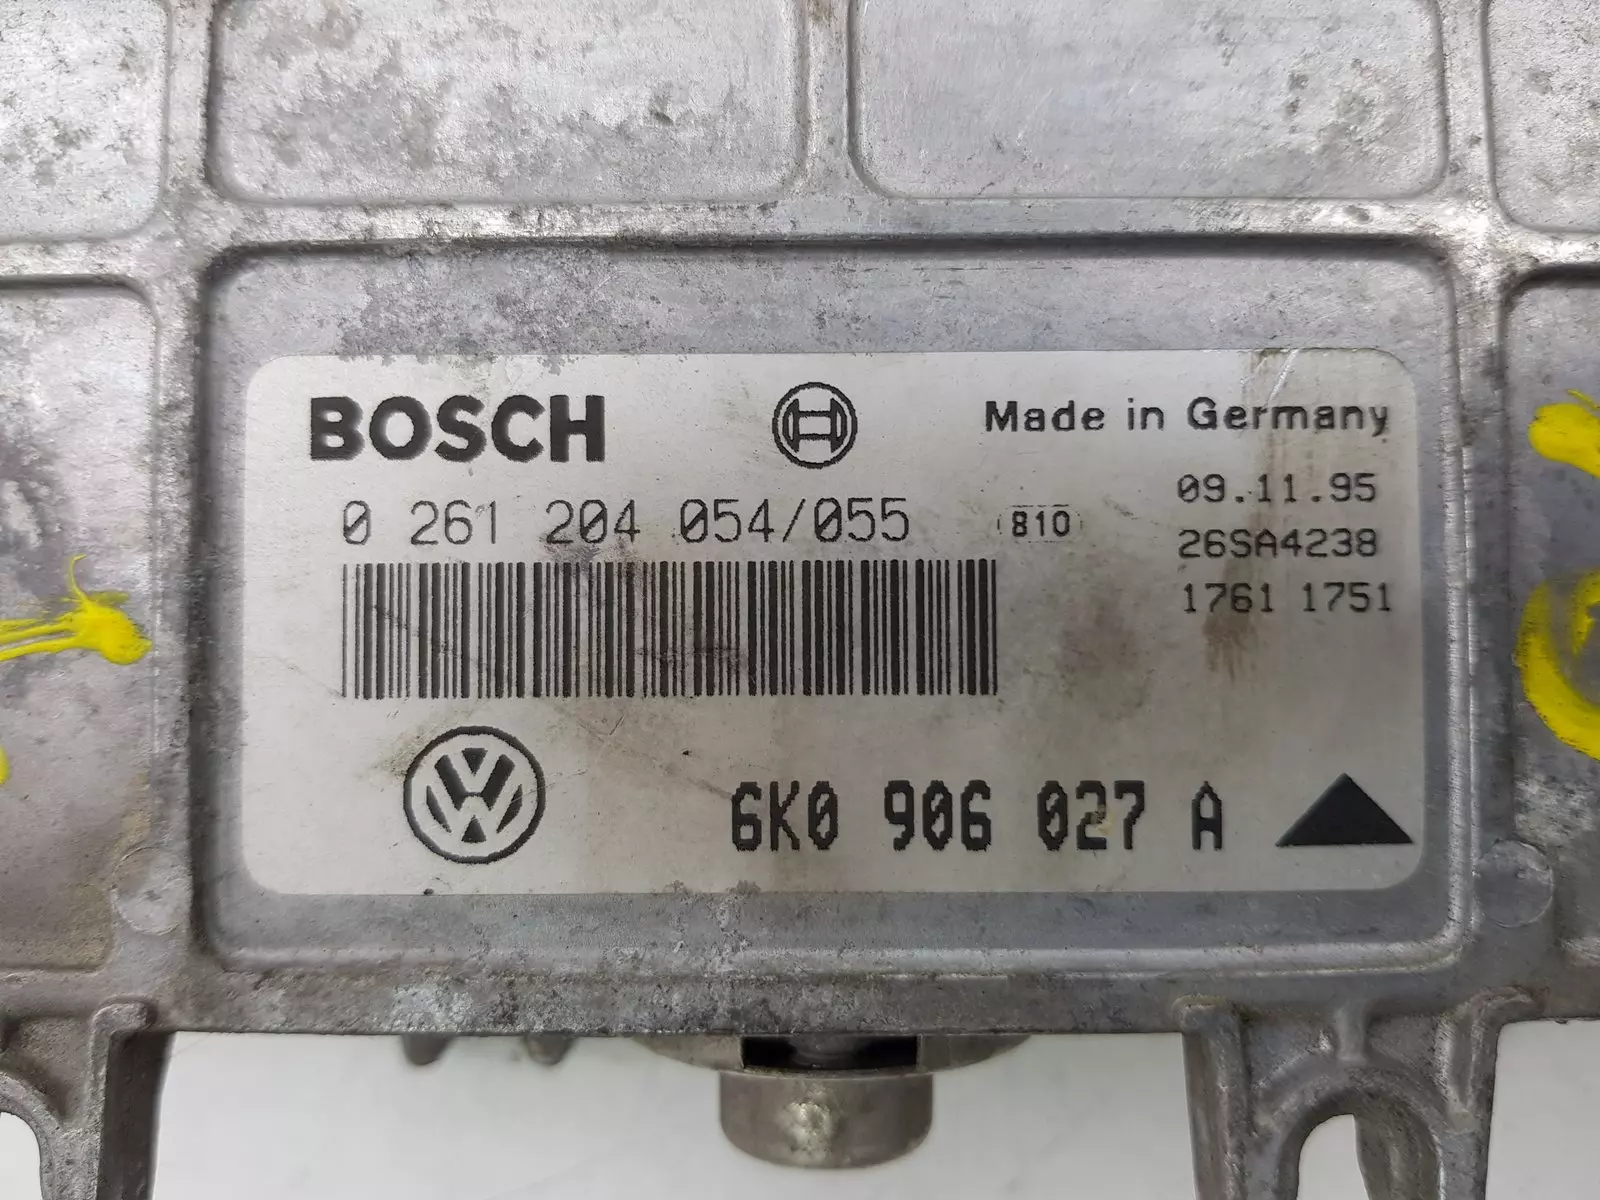 BOSCH
Made in Germany
0 261 204 054/055
810
09.11.95
26SA4238
1761 1751
6K0 906 027 A